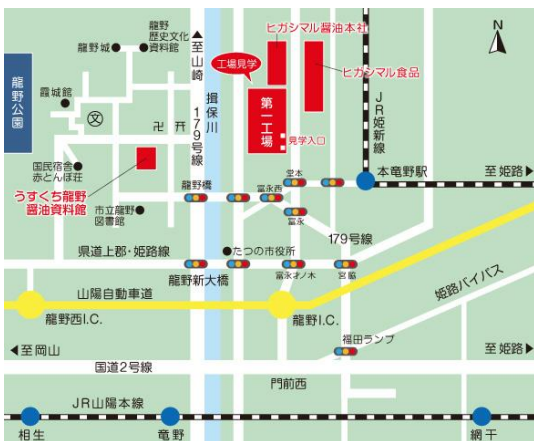 龍野公園
龍野城
龍野
歴史文化
資料館
霞城館
文
国民宿舎
赤とんぼ荘
うすくち龍野
醤油資料館
市立龍野
図書館
至山崎
179号線
揖保川
龍野橋
工場見学
第一工場
見学入口
ヒガシマル醤油本社
ヒガシマル食品
N
JR姫新線
本竜野駅
至姫路
堂本
富永西
富永
179号線
県道上郡・姫路線
たつの市役所
龍野新大橋
富永オノ木
宮脇
山陽自動車道
龍野西I.C.
龍野I.C.
姫路バイパス
福田ランプ
至岡山
至姫路
国道2号線
門前西
JR山陽本線
相生
竜野
網干